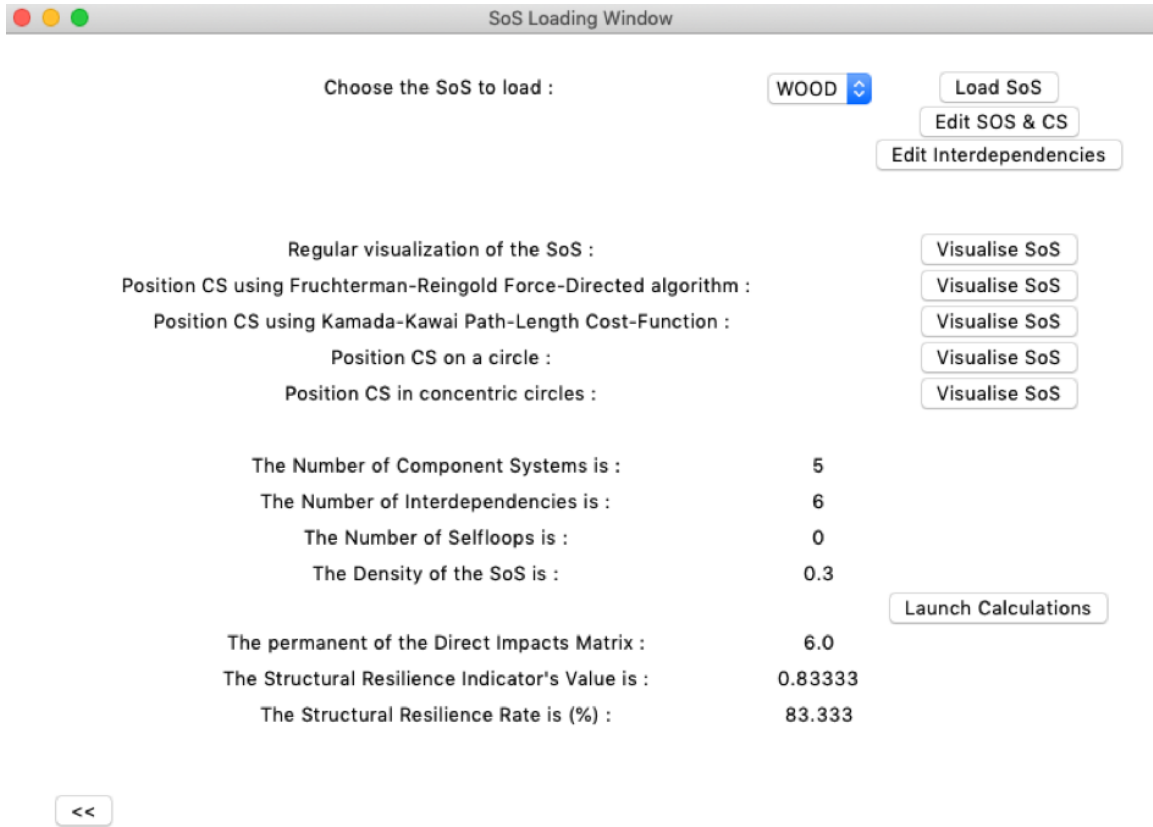 SoS Loading Window
Choose the SoS to load : WOOD Load SoS
Edit SOS & CS
Edit Interdependencies
Regular visualization of the SoS : Visualise SoS
Position CS using Fruchterman-Reingold Force-Directed algorithm : Visualise SoS
Position CS using Kamada-Kawai Path-Length Cost-Function : Visualise SoS
Position CS on a circle : Visualise SoS
Position CS in concentric circles : Visualise SoS
The Number of Component Systems is : 5
The Number of Interdependencies is : 6
The Number of Selfloops is : 0
The Density of the SoS is : 0.3
Launch Calculations
The permanent of the Direct Impacts Matrix : 6.0
The Structural Resilience Indicator's Value is : 0.83333
The Structural Resilience Rate is (%) : 83.333
<<